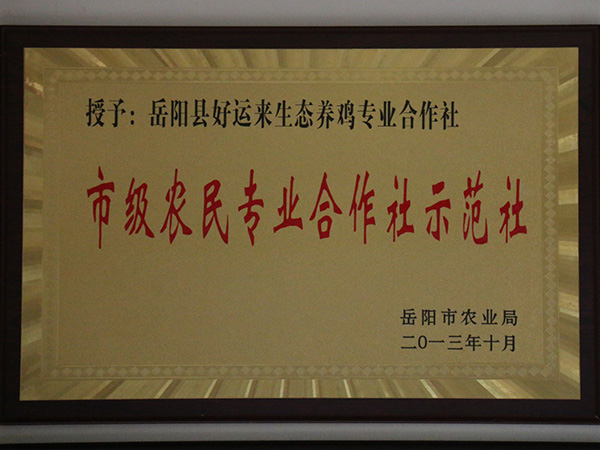 授予：岳阳县好运来生态养鸡专业合作社
市级农民专业合作社示范社
岳阳市农业局
二〇一三年十月